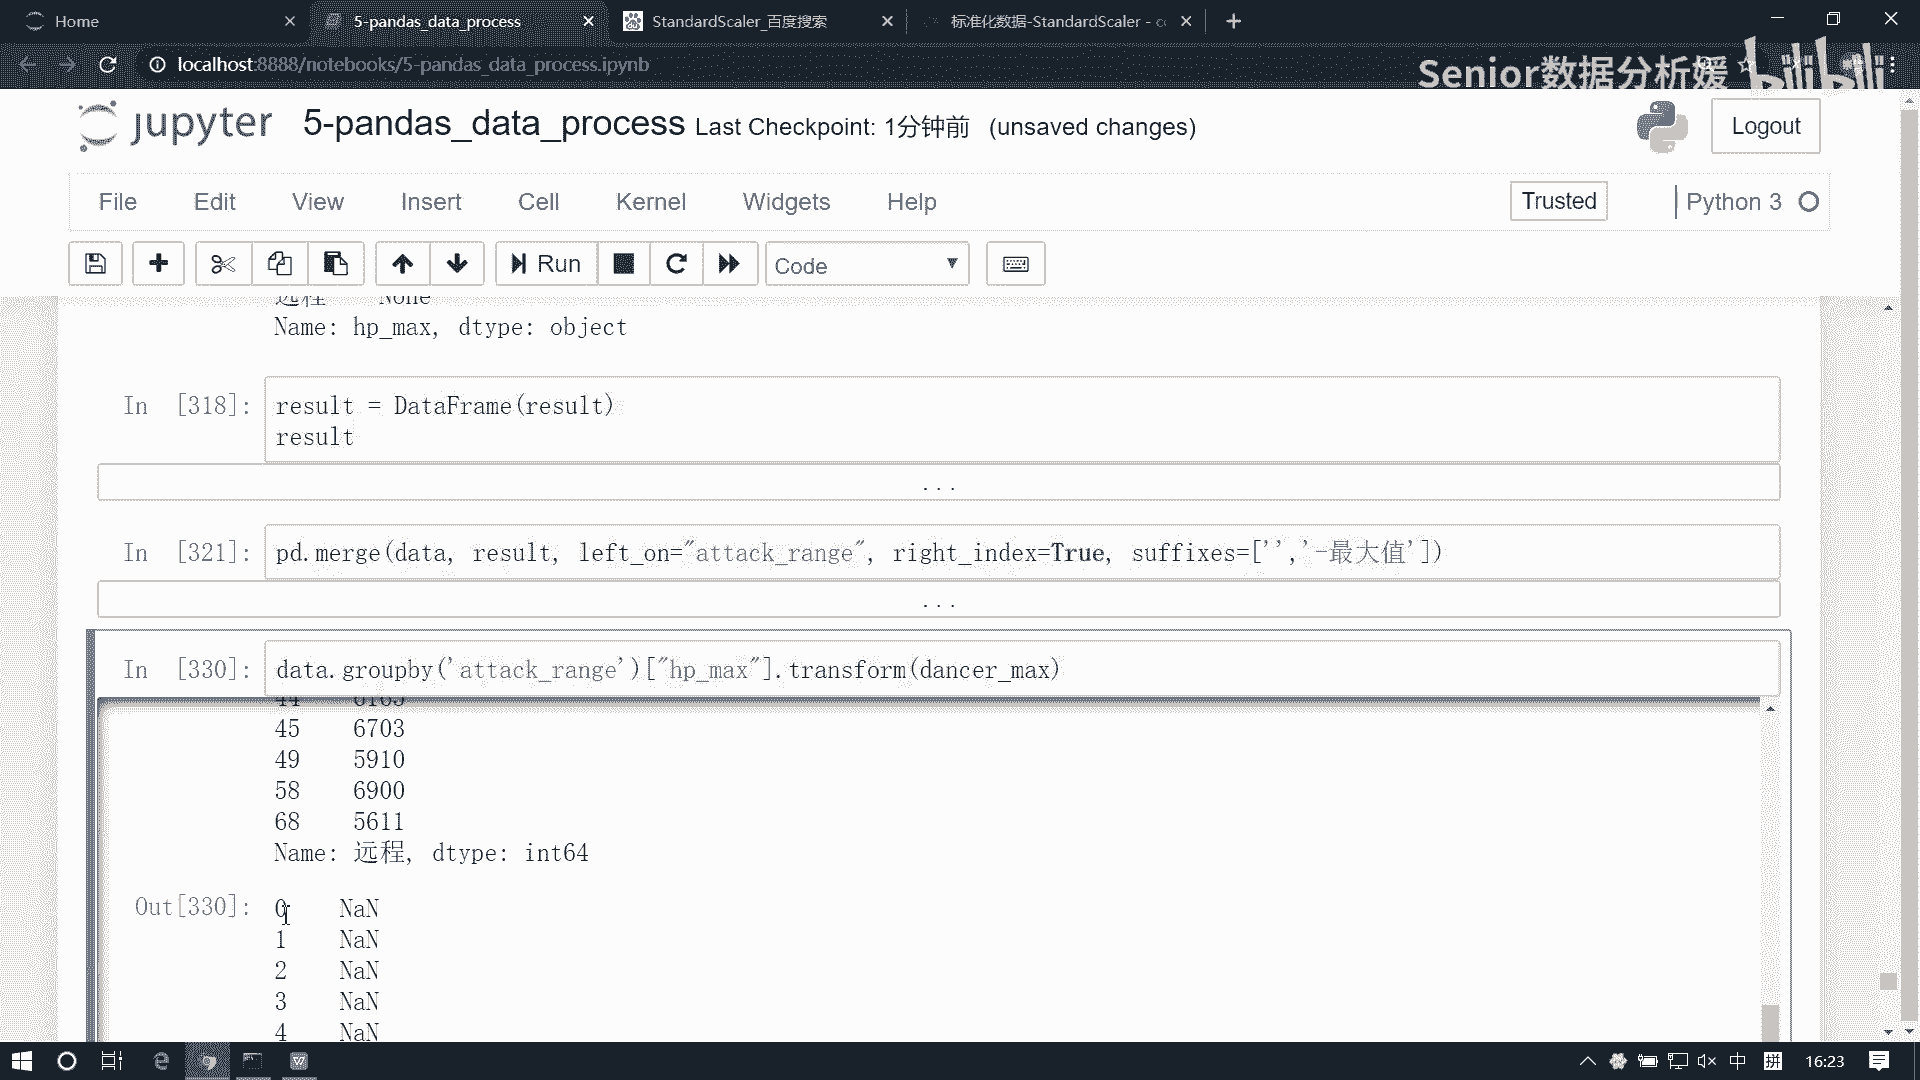 Home
5-pandas_data_process
StandardScaler_百度搜索
标准化数据-StandardScaler - cc
localhost:8888/notebooks/5-pandas_data_process.ipynb
Senior数据分析媛
bilibili
jupyter
5-pandas_data_process Last Checkpoint: 1分钟前 (unsaved changes)
Logout
File Edit View Insert Cell Kernel Widgets Help
Trusted
Python 3
Run
Code
远程 None
Name: hp_max, dtype: object
In [318]: result = DataFrame(result)
result
...
In [321]: pd.merge(data, result, left_on="attack_range", right_index=True, suffixes=['','-最大值'])
...
In [330]: data.groupby('attack_range')["hp_max"].transform(dancer_max)
44 6165
45 6703
49 5910
58 6900
68 5611
Name: 远程, dtype: int64
Out[330]: 0 NaN
1 NaN
2 NaN
3 NaN
4 NaN
中
拼
16:23